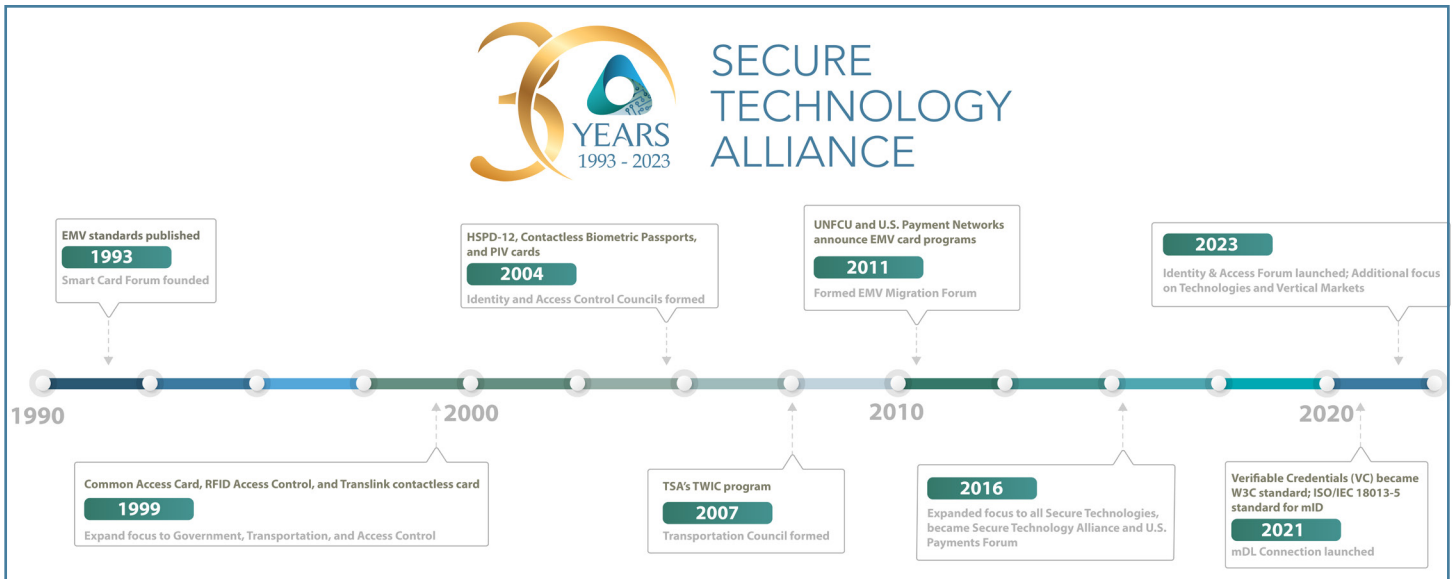 30
YEARS
1993 - 2023
SECURE
TECHNOLOGY
ALLIANCE
EMV standards published
1993
Smart Card Forum founded
HSPD-12, Contactless Biometric Passports,
and PIV cards
2004
Identity and Access Control Councils formed
UNFCU and U.S. Payment Networks
announce EMV card programs
2011
Formed EMV Migration Forum
2023
Identity & Access Forum launched; Additional focus
on Technologies and Vertical Markets
1990
2000
2010
2020
Common Access Card, RFID Access Control, and Translink contactless card
1999
Expand focus to Government, Transportation, and Access Control
TSA's TWIC program
2007
Transportation Council formed
2016
Expanded focus to all Secure Technologies,
became Secure Technology Alliance and U.S.
Payments Forum
Verifiable Credentials (VC) became
W3C standard; ISO/IEC 18013-5
standard for mID
2021
mDL Connection launched